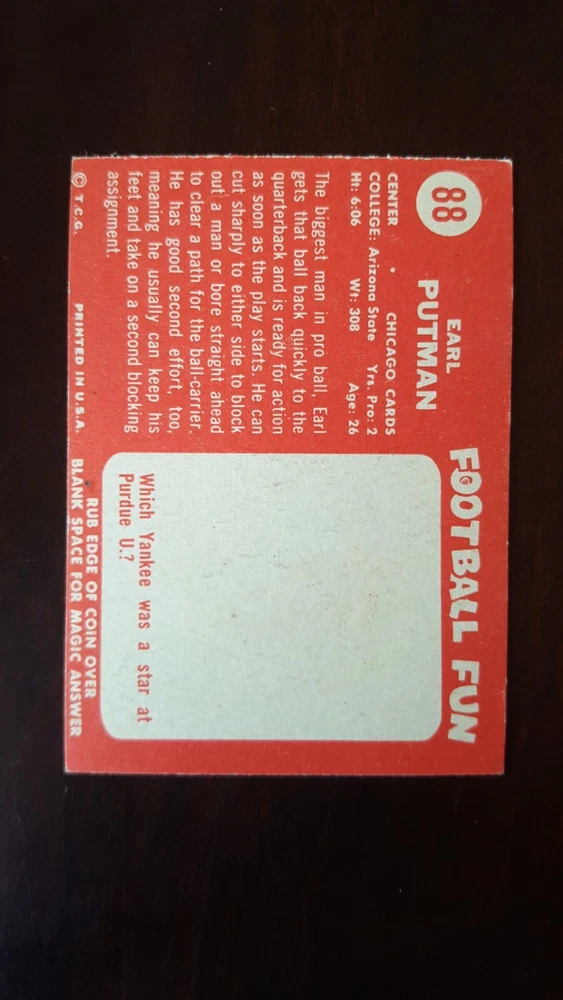 88
EARL
PUTMAN
CENTER • CHICAGO CARDS
COLLEGE: Arizona State Yrs. Pro: 2
Ht: 6:06 Wt: 308 Age: 26
The biggest man in pro ball, Earl
gets that ball back quickly to the
quarterback and is ready for action
as soon as the play starts. He can
cut sharply to either side to block
out a man or bore straight ahead
to clear a path for the ball-carrier.
He has good second effort, too,
meaning he usually can keep his
feet and take on a second blocking
assignment.
© T.C.G. PRINTED IN U.S.A.
FOOTBALL FUN
Which Yankee was a star at
Purdue U.?
RUB EDGE OF COIN OVER
BLANK SPACE FOR MAGIC ANSWER